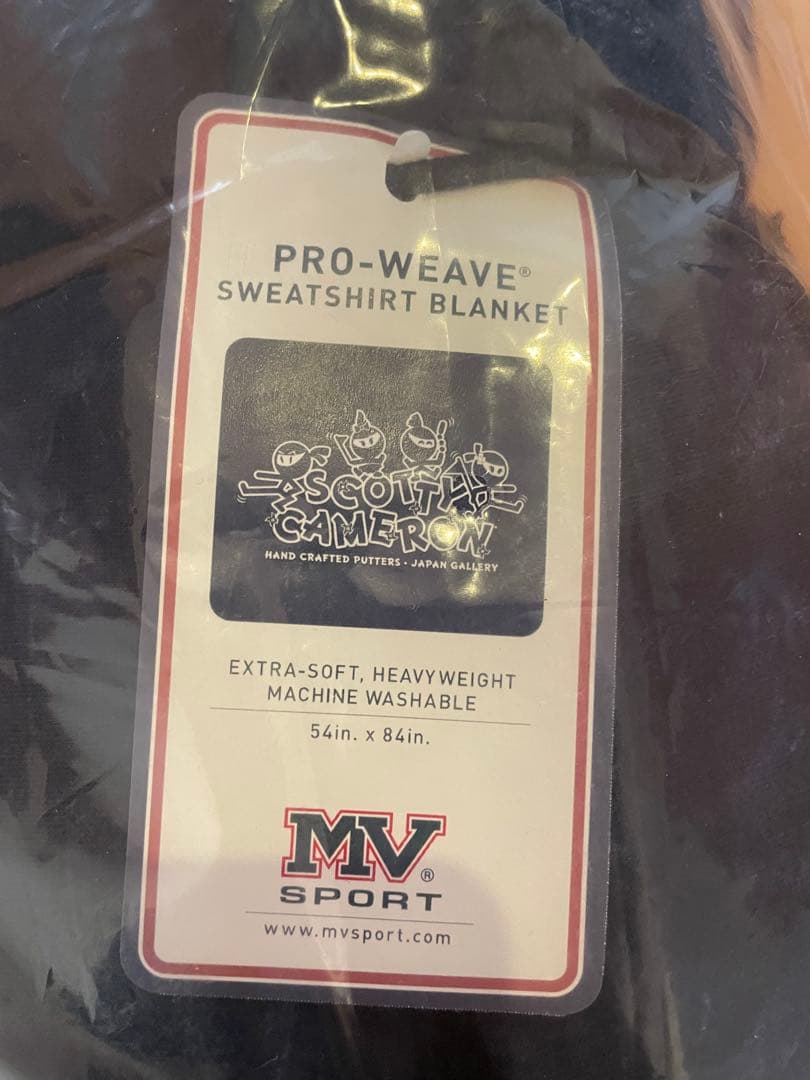 PRO-WEAVE®
SWEATSHIRT BLANKET
SCOTTY
CAMERON
HAND CRAFTED PUTTERS · JAPAN GALLERY
EXTRA-SOFT, HEAVYWEIGHT
MACHINE WASHABLE
54in. x 84in.
MV®
SPORT
www.mvsport.com